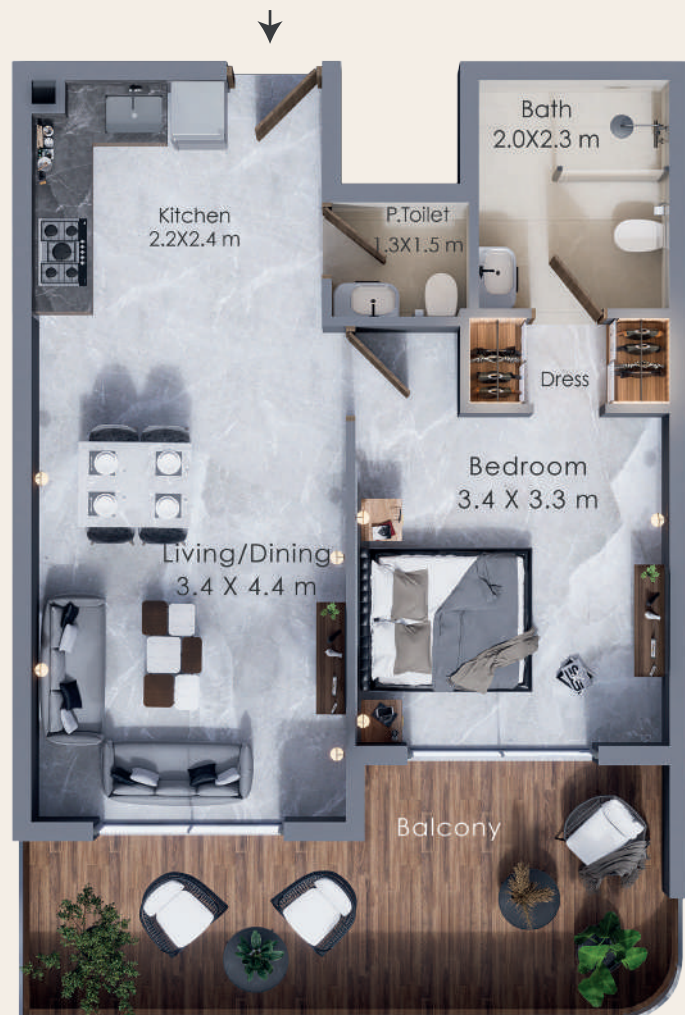 Bath
2.0X2.3 m
Kitchen
2.2X2.4 m
P.Toilet
1.3X1.5 m
Dress
Bedroom
3.4 X 3.3 m
Living/Dining
3.4 X 4.4 m
Balcony